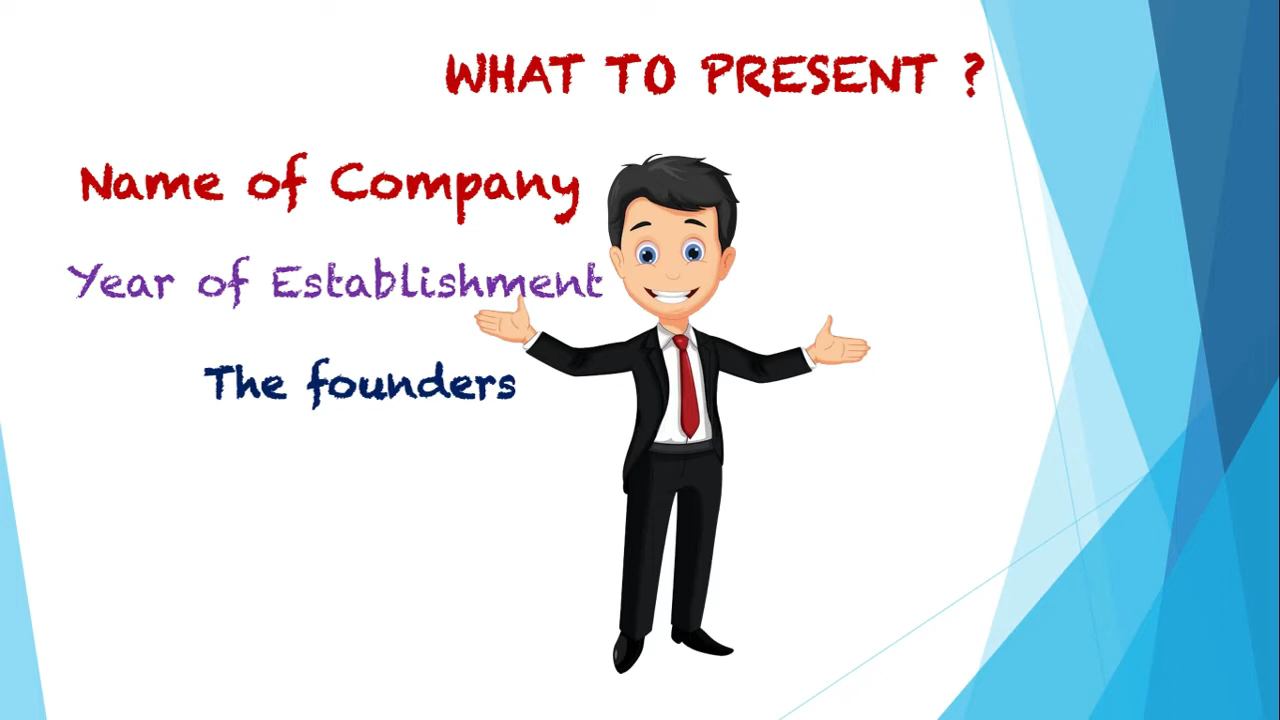 WHAT TO PRESENT ?
Name of Company
Year of Establishment
The founders